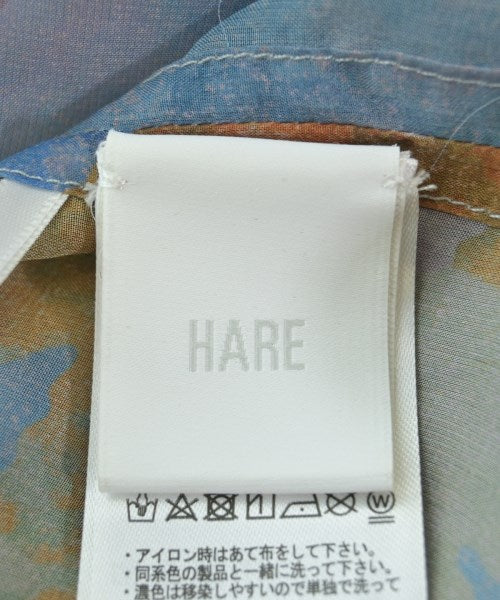 HARE
W
・アイロン時はあて布をして下さい。
・同系色の製品と一緒に洗って下さい。
・濃色は移染しやすいので単独で洗って